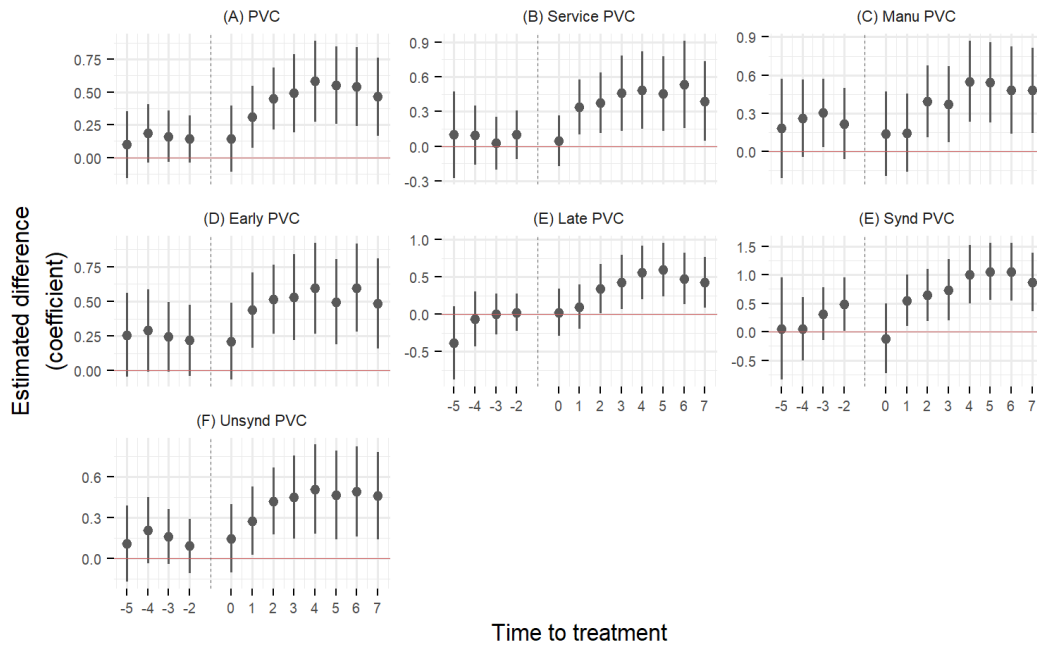 (A) PVC
(B) Service PVC
(C) Manu PVC
0.75
0.50
0.25
0.00
0.9
0.6
0.3
0.0
-0.3
0.9
0.6
0.3
0.0
(D) Early PVC
(E) Late PVC
(E) Synd PVC
0.75
0.50
0.25
0.00
1.0
0.5
0.0
-0.5
1.5
1.0
0.5
0.0
-0.5
-5 -4 -3 -2 0 1 2 3 4 5 6 7
-5 -4 -3 -2 0 1 2 3 4 5 6 7
(F) Unsynd PVC
0.6
0.3
0.0
-5 -4 -3 -2 0 1 2 3 4 5 6 7
Estimated difference
(coefficient)
Time to treatment